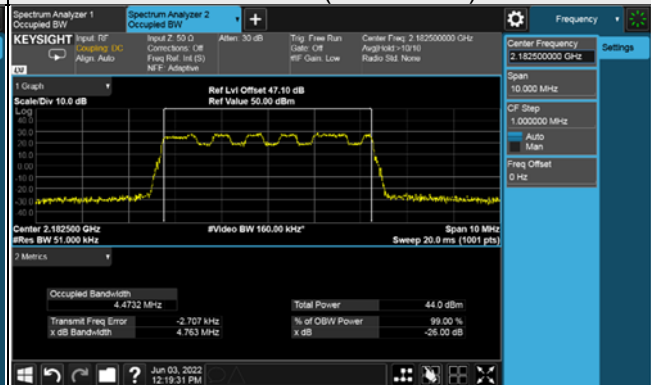 Spectrum Analyzer 1
Occupied BW
Spectrum Analyzer 2
Occupied BW
+
Frequency
KEYSIGHT
Input: RF
Coupling: DC
Align: Auto
Input Z: 50 Ω
Corrections: Off
Freq Ref: Int (S)
NFE: Adaptive
Atten: 30 dB
Trig: Free Run
Gate: Off
#IF Gain: Low
Center Freq: 2.182500000 GHz
Avg|Hold:>10/10
Radio Std: None
LXI
Center Frequency
2.182500000 GHz
Settings
Span
10.000 MHz
CF Step
1.000000 MHz
Auto
Man
Freq Offset
0 Hz
1 Graph
Scale/Div 10.0 dB
Ref Lvl Offset 47.10 dB
Ref Value 50.00 dBm
Log
40.0
30.0
20.0
10.0
0.00
-10.0
-20.0
-30.0
-40.0
Center 2.182500 GHz
#Res BW 51.000 kHz
#Video BW 160.00 kHz*
Span 10 MHz
Sweep 20.0 ms (1001 pts)
2 Metrics
Occupied Bandwidth
4.4732 MHz
Total Power
44.0 dBm
Transmit Freq Error
-2.707 kHz
% of OBW Power
99.00 %
x dB Bandwidth
4.763 MHz
x dB
-26.00 dB
?
Jun 03, 2022
12:19:31 PM